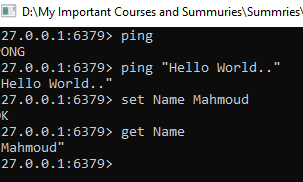 D:\My Important Courses and Summuries\Summries\
27.0.0.1:6379> ping
PONG
27.0.0.1:6379> ping "Hello World.."
Hello World.."
27.0.0.1:6379> set Name Mahmoud
K
27.0.0.1:6379> get Name
Mahmoud"
27.0.0.1:6379>